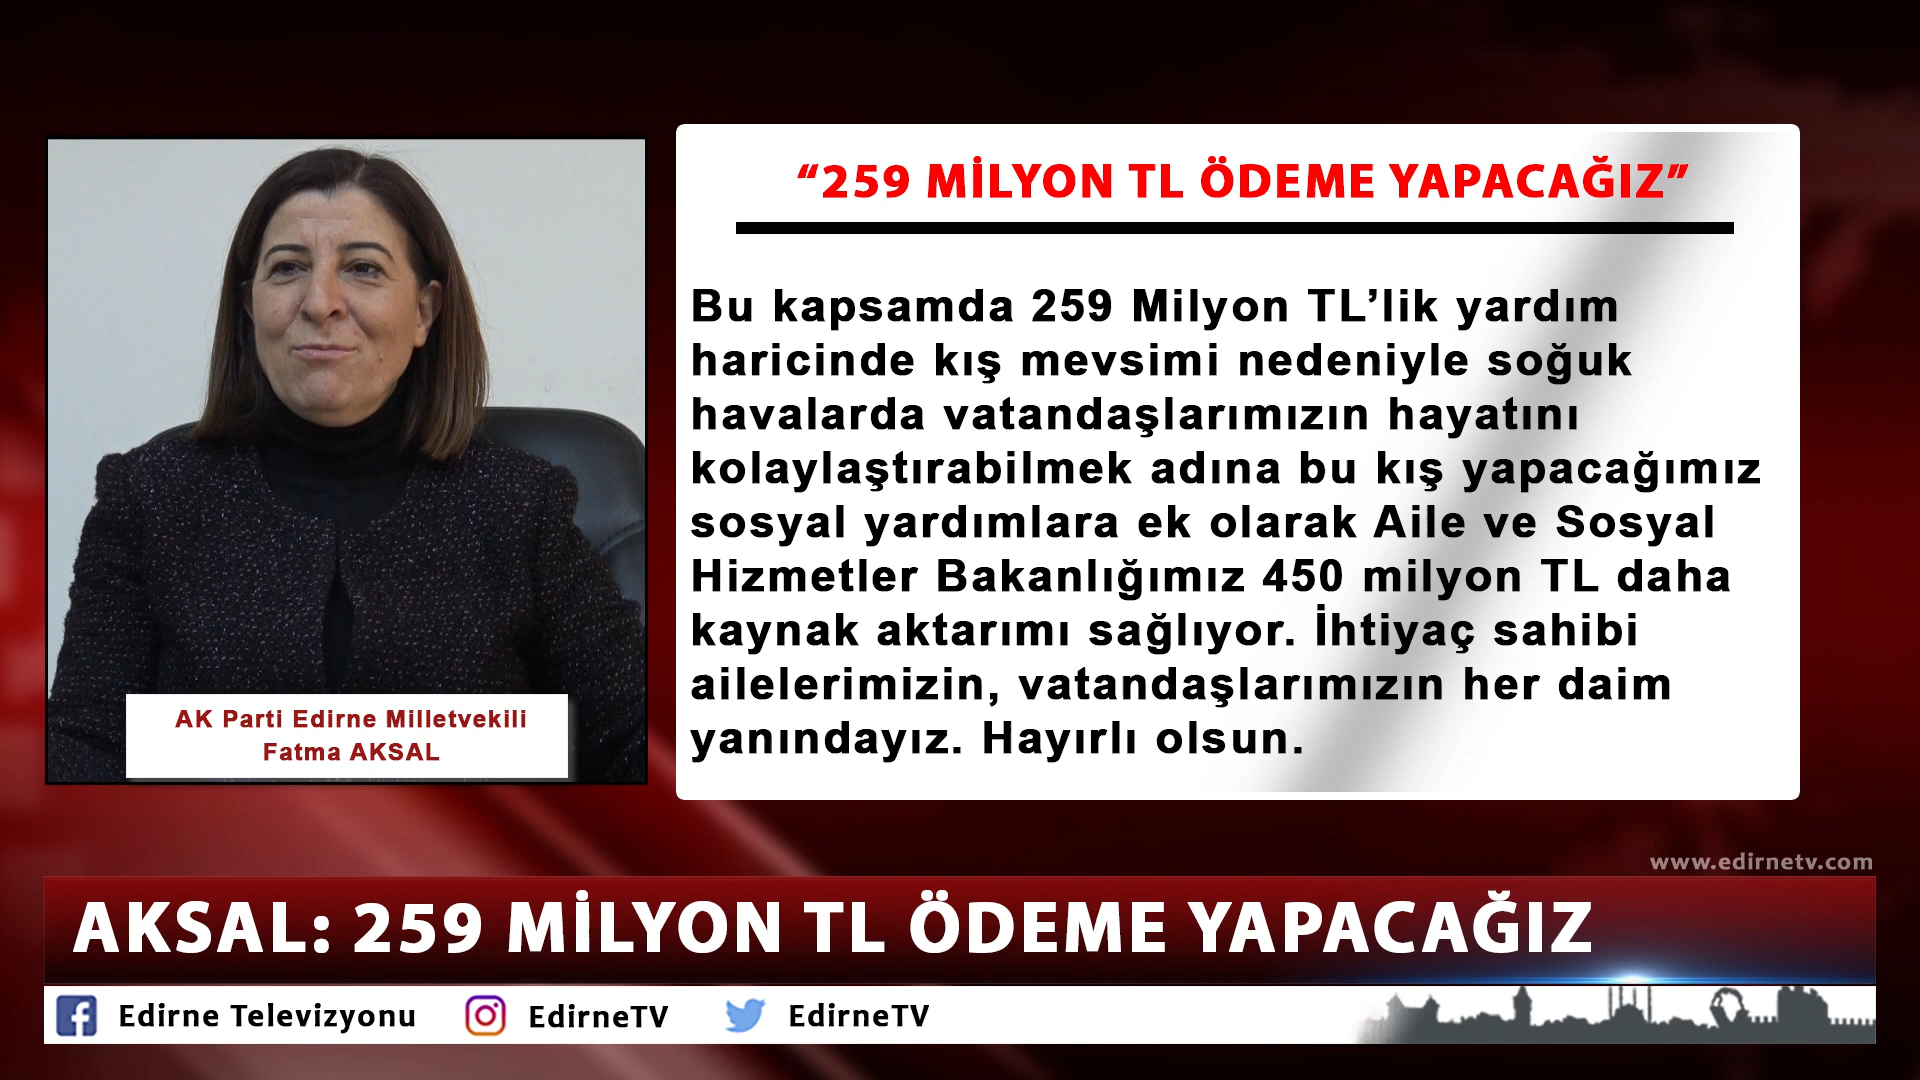 “259 MİLYON TL ÖDEME YAPACAĞIZ”
Bu kapsamda 259 Milyon TL’lik yardım
haricinde kış mevsimi nedeniyle soğuk
havalarda vatandaşlarımızın hayatını
kolaylaştırabilmek adına bu kış yapacağımız
sosyal yardımlara ek olarak Aile ve Sosyal
Hizmetler Bakanlığımız 450 milyon TL daha
kaynak aktarımı sağlıyor. İhtiyaç sahibi
ailelerimizin, vatandaşlarımızın her daim
yanındayız. Hayırlı olsun.
AK Parti Edirne Milletvekili
Fatma AKSAL
www.edirnetv.com
AKSAL: 259 MİLYON TL ÖDEME YAPACAĞIZ
Edirne Televizyonu EdirneTV EdirneTV